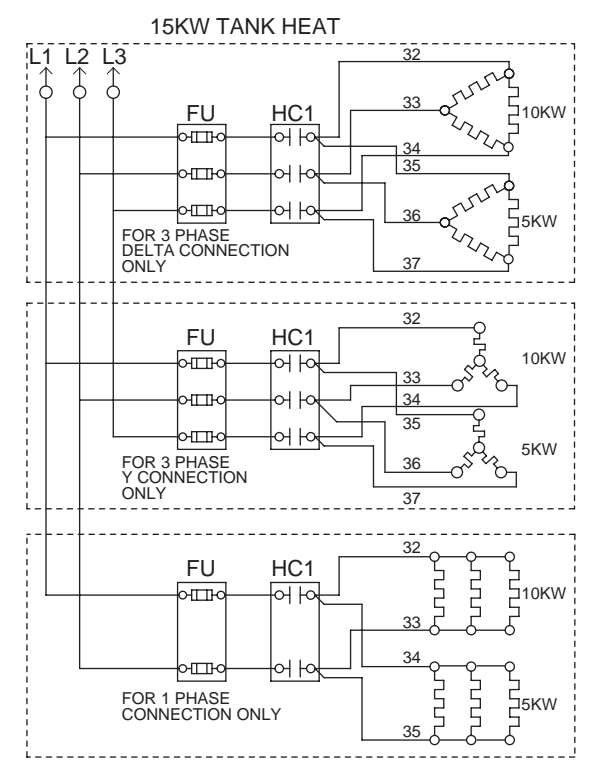 15KW TANK HEAT
L1 L2 L3
FU HC1
32
33
10KW
34
35
36
5KW
37
FOR 3 PHASE
DELTA CONNECTION
ONLY
FU HC1
32
10KW
33
34
35
5KW
36
37
FOR 3 PHASE
Y CONNECTION
ONLY
FU HC1
32
10KW
33
34
5KW
35
FOR 1 PHASE
CONNECTION ONLY